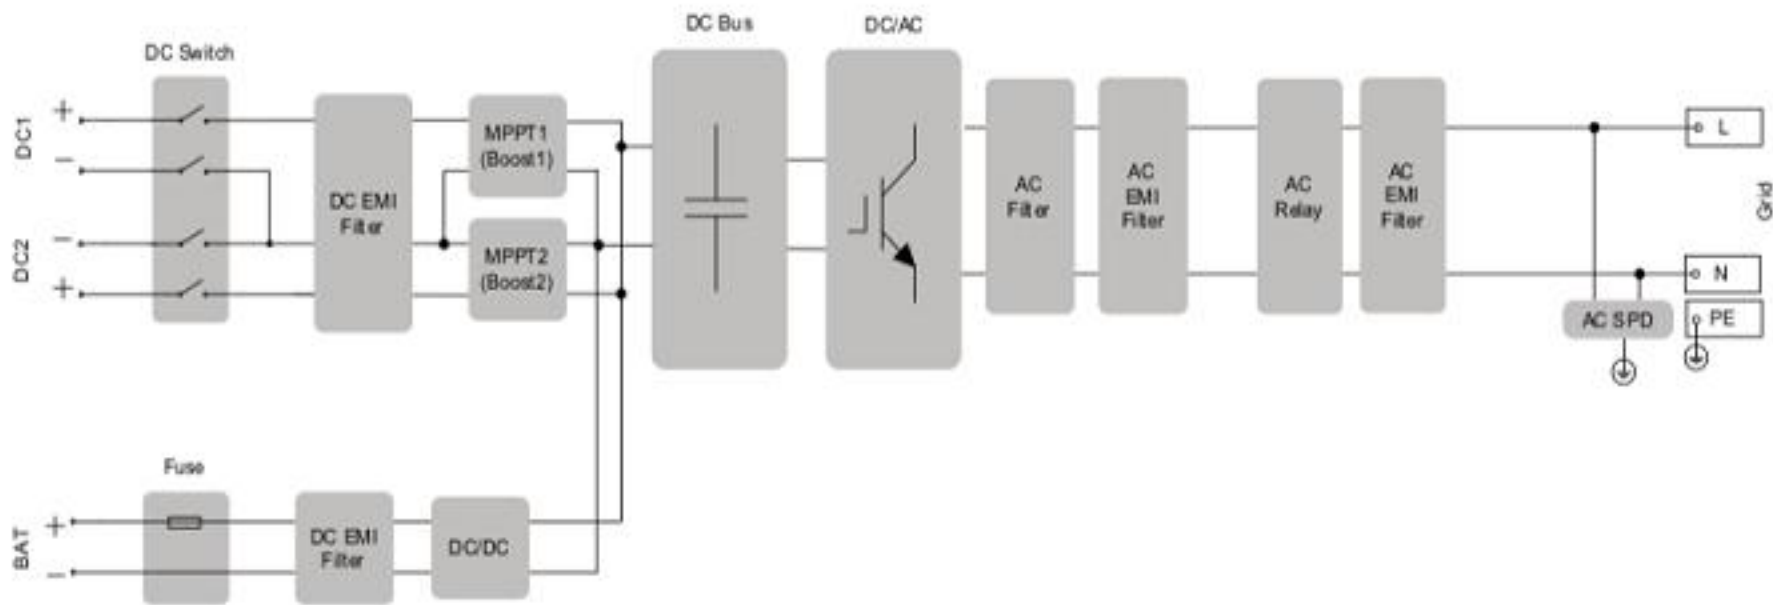 DC Bus
DC/AC
DC Switch
DC1
+
−
DC2
−
+
DC EMI
Filter
MPPT1
(Boost1)
MPPT2
(Boost2)
AC
Filter
AC
EMI
Filter
AC
Relay
AC
EMI
Filter
L
Grid
N
AC SPD
PE
Fuse
BAT
+
−
DC EMI
Filter
DC/DC